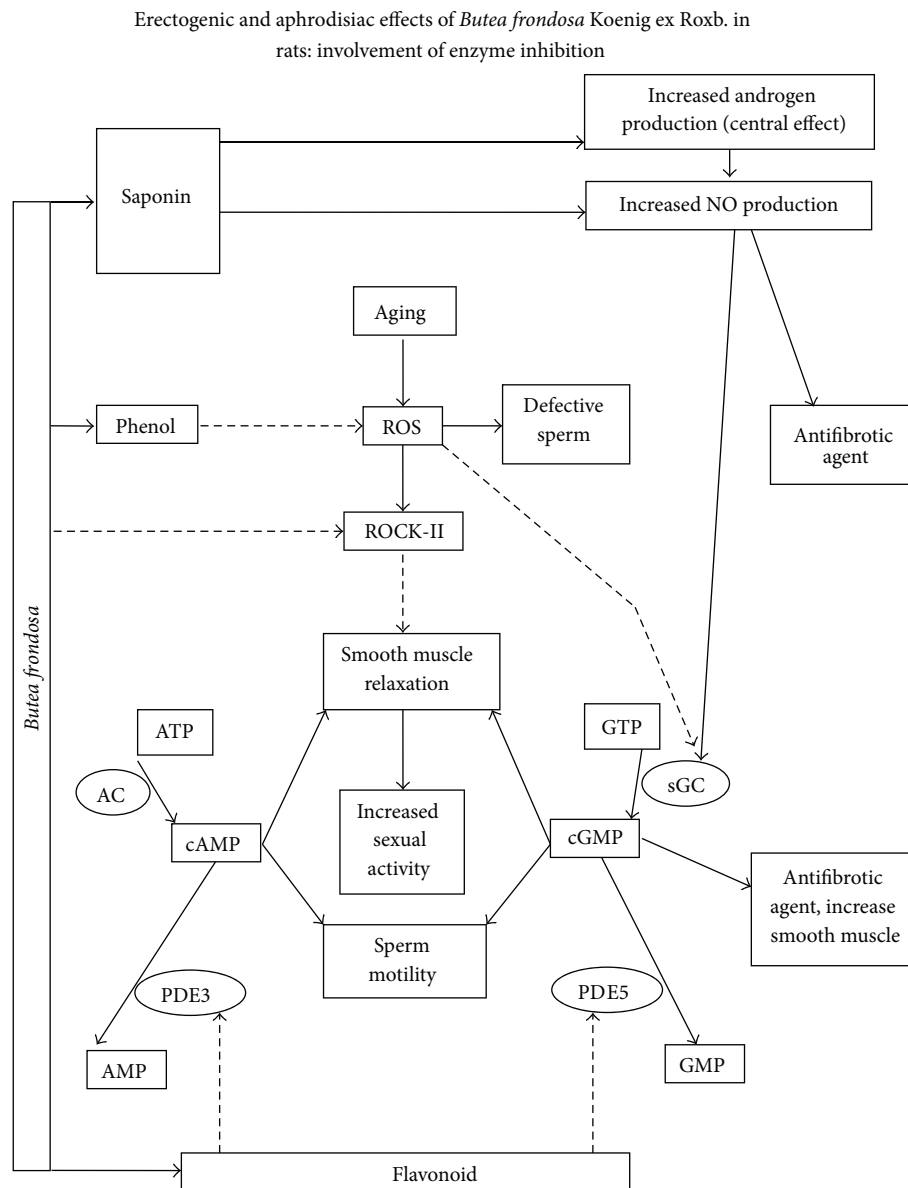 Erectogenic and aphrodisiac effects of Butea frondosa Koenig ex Roxb. in
rats: involvement of enzyme inhibition
Increased androgen
production (central effect)
Saponin
Increased NO production
Aging
Phenol
ROS
Defective
sperm
Antifibrotic
agent
ROCK-II
Butea frondosa
Smooth muscle
relaxation
ATP
GTP
AC
sGC
cAMP
Increased
sexual
activity
cGMP
Antifibrotic
agent, increase
smooth muscle
Sperm
motility
PDE3
PDE5
AMP
GMP
Flavonoid